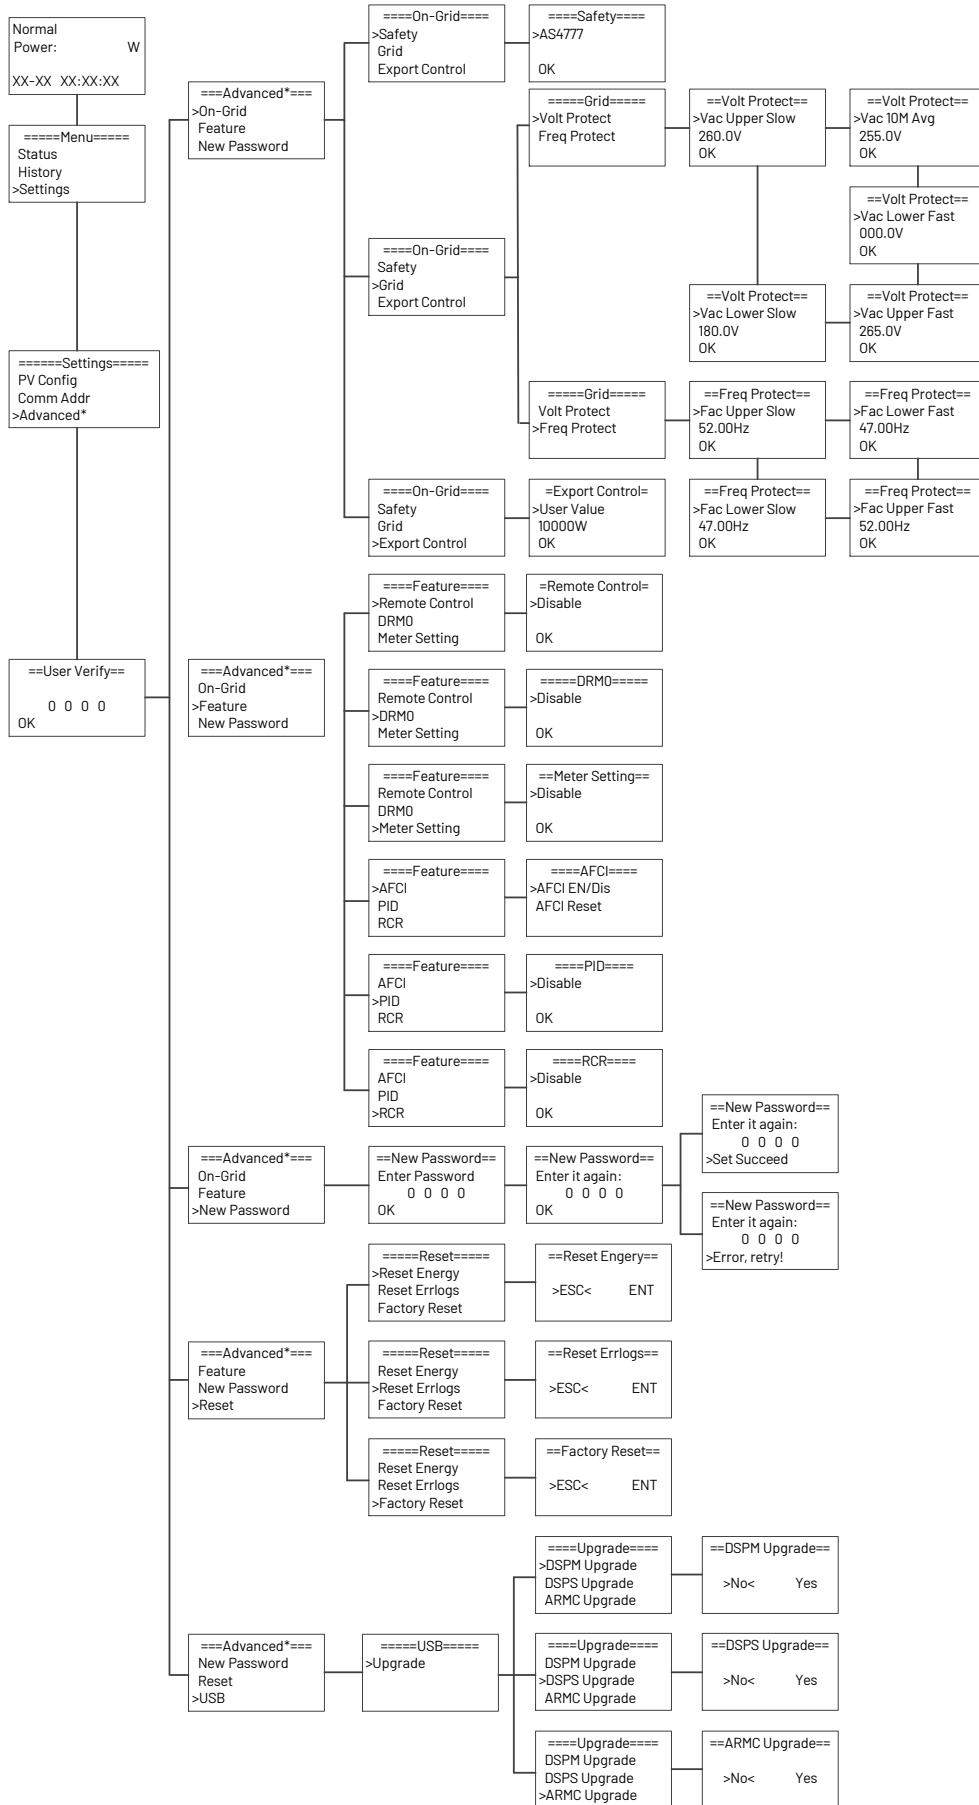 Normal
Power: W
XX-XX XX:XX:XX
=====Menu=====
Status
History
>Settings
======Settings=====
PV Config
Comm Addr
>Advanced*
==User Verify==
0 0 0 0
OK
===Advanced*===
>On-Grid
Feature
New Password
====On-Grid====
>Safety
Grid
Export Control
====Safety====
>AS4777
OK
====On-Grid====
Safety
>Grid
Export Control
=====Grid=====
>Volt Protect
Freq Protect
==Volt Protect==
>Vac Upper Slow
260.0V
OK
==Volt Protect==
>Vac 10M Avg
255.0V
OK
==Volt Protect==
>Vac Lower Fast
000.0V
OK
==Volt Protect==
>Vac Lower Slow
180.0V
OK
==Volt Protect==
>Vac Upper Fast
265.0V
OK
=====Grid=====
Volt Protect
>Freq Protect
==Freq Protect==
>Fac Upper Slow
52.00Hz
OK
==Freq Protect==
>Fac Lower Fast
47.00Hz
OK
==Freq Protect==
>Fac Lower Slow
47.00Hz
OK
==Freq Protect==
>Fac Upper Fast
52.00Hz
OK
====On-Grid====
Safety
Grid
>Export Control
=Export Control=
>User Value
10000W
OK
===Advanced*===
On-Grid
>Feature
New Password
====Feature====
>Remote Control
DRM0
Meter Setting
=Remote Control=
>Disable
OK
====Feature====
Remote Control
>DRM0
Meter Setting
=====DRM0=====
>Disable
OK
====Feature====
Remote Control
DRM0
>Meter Setting
==Meter Setting==
>Disable
OK
====Feature====
>AFCI
PID
RCR
====AFCI====
>AFCI EN/Dis
AFCI Reset
====Feature====
AFCI
>PID
RCR
====PID====
>Disable
OK
====Feature====
AFCI
PID
>RCR
====RCR====
>Disable
OK
===Advanced*===
On-Grid
Feature
>New Password
==New Password==
Enter Password
0 0 0 0
OK
==New Password==
Enter it again:
0 0 0 0
OK
==New Password==
Enter it again:
0 0 0 0
>Set Succeed
==New Password==
Enter it again:
0 0 0 0
>Error, retry!
===Advanced*===
Feature
New Password
>Reset
=====Reset=====
>Reset Energy
Reset Errlogs
Factory Reset
==Reset Engery==
>ESC< ENT
=====Reset=====
Reset Energy
>Reset Errlogs
Factory Reset
==Reset Errlogs==
>ESC< ENT
=====Reset=====
Reset Energy
Reset Errlogs
>Factory Reset
==Factory Reset==
>ESC< ENT
===Advanced*===
New Password
Reset
>USB
=====USB=====
>Upgrade
====Upgrade====
>DSPM Upgrade
DSPS Upgrade
ARMC Upgrade
==DSPM Upgrade==
>No< Yes
====Upgrade====
DSPM Upgrade
>DSPS Upgrade
ARMC Upgrade
==DSPS Upgrade==
>No< Yes
====Upgrade====
DSPM Upgrade
DSPS Upgrade
>ARMC Upgrade
==ARMC Upgrade==
>No< Yes